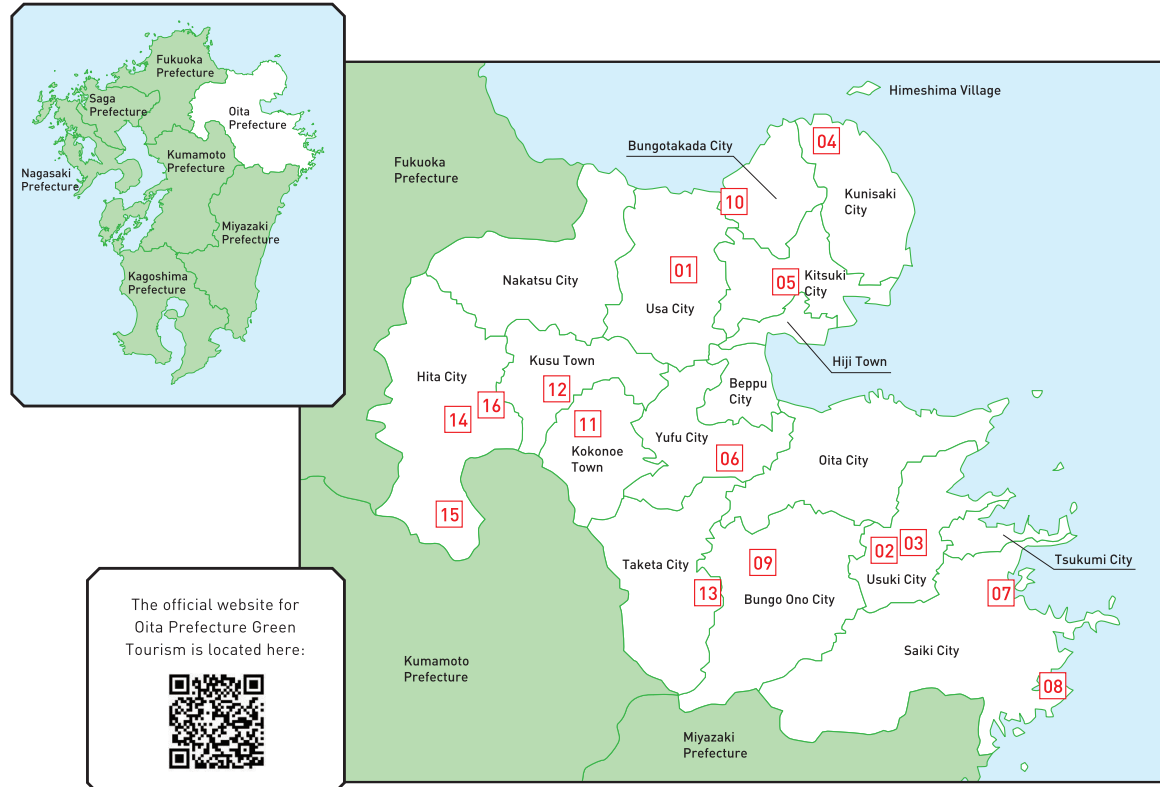 Fukuoka
Prefecture
Saga
Prefecture
Oita
Prefecture
Nagasaki
Prefecture
Kumamoto
Prefecture
Miyazaki
Prefecture
Kagoshima
Prefecture
Himeshima Village
Fukuoka
Prefecture
Bungotakada City
04
10
Kunisaki
City
Nakatsu City
01
Usa City
05
Kitsuki
City
Hiji Town
Hita City
Kusu Town
Beppu
City
12
16
14
11
Kokonoe
Town
Yufu City
06
Oita City
15
Taketa City
09
13
Bungo Ono City
02
03
Usuki City
Tsukumi City
07
Saiki City
08
Kumamoto
Prefecture
Miyazaki
Prefecture
The official website for
Oita Prefecture Green
Tourism is located here: